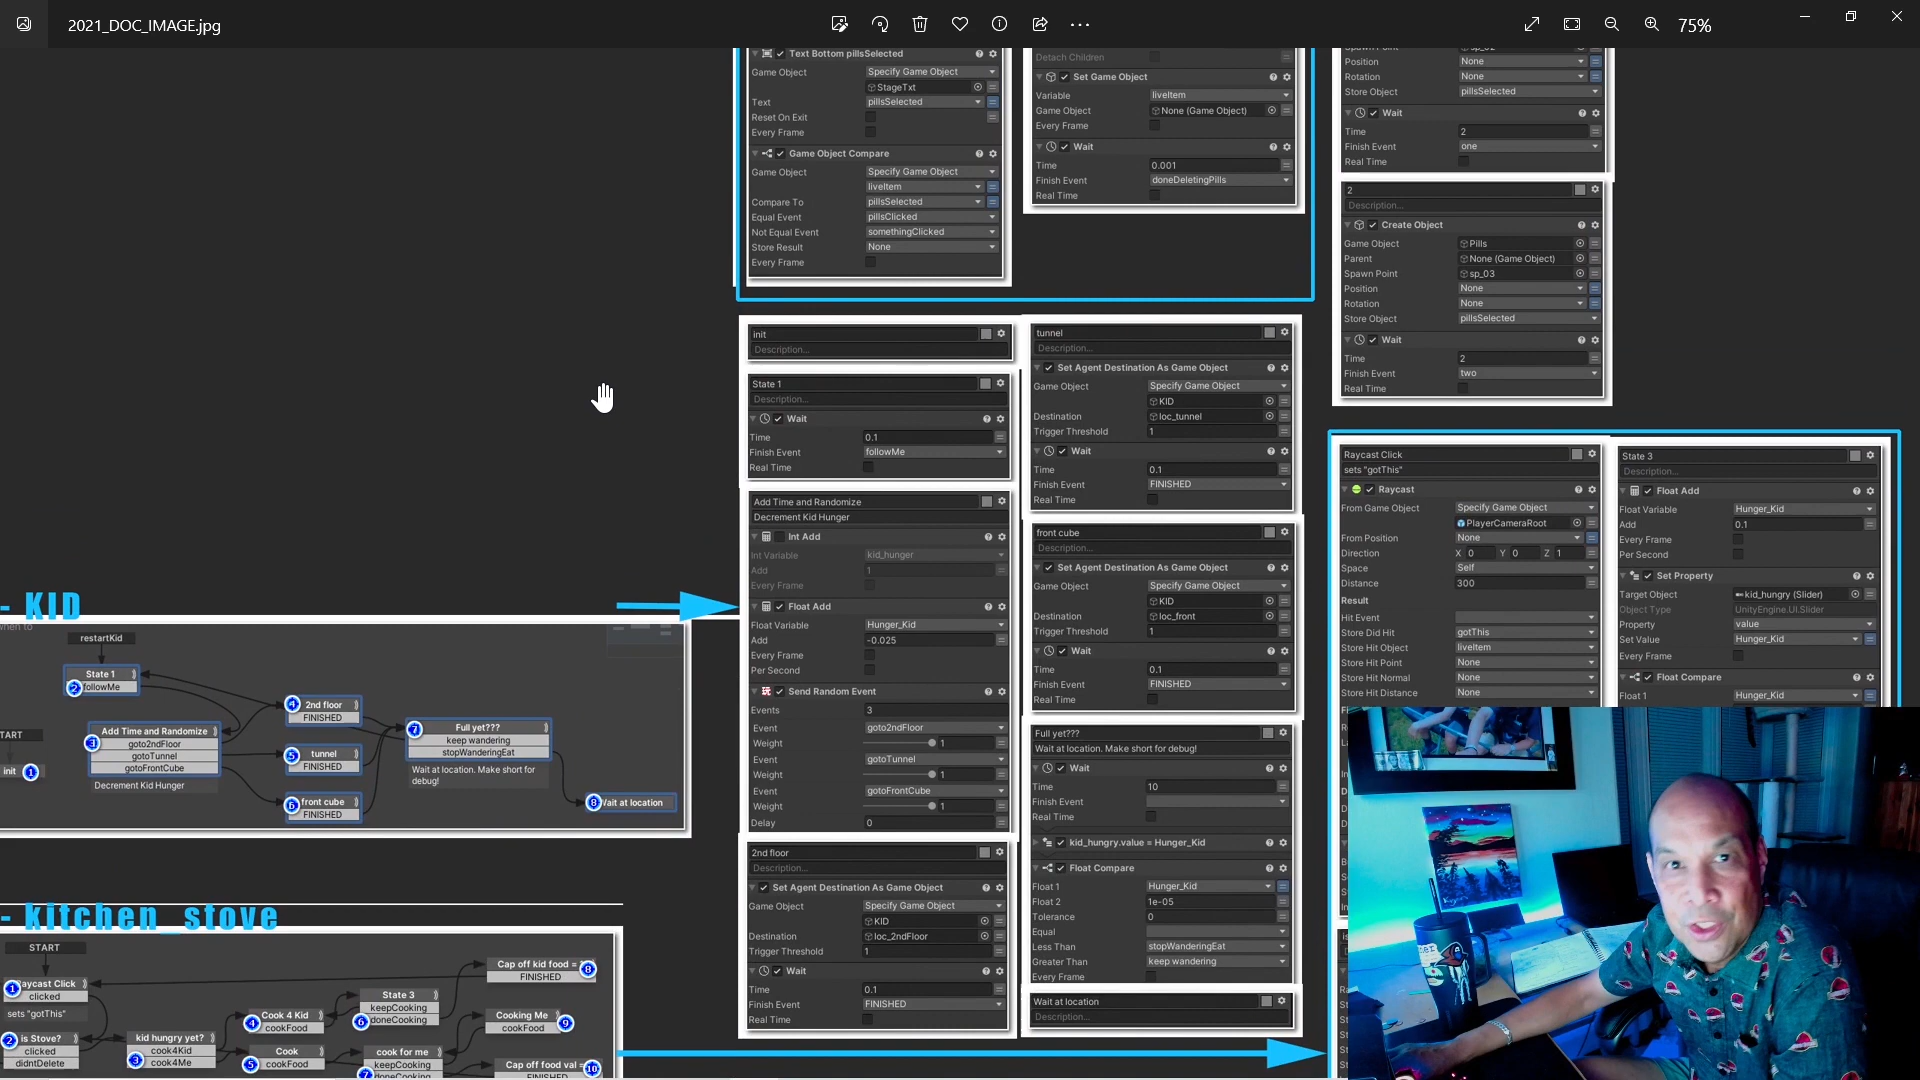 2021_DOC_IMAGE.jpg
75%
Text Bottom pillsSelected
Game Object Specify Game Object
StageTxt
Text pillsSelected
Reset On Exit
Every Frame
Game Object Compare
Game Object Specify Game Object
liveItem
Compare To pillsSelected
Equal Event pillsClicked
Not Equal Event somethingClicked
Store Result None
Every Frame
Detach Children
Set Game Object
Variable liveItem
Game Object None (Game Object)
Every Frame
Wait
Time 0.001
Finish Event doneDeletingPills
Real Time
Position None
Rotation None
Store Object pillsSelected
Wait
Time 2
Finish Event one
Real Time
2
Description...
Create Object
Game Object Pills
Parent None (Game Object)
Spawn Point sp_03
Position None
Rotation None
Store Object pillsSelected
Wait
Time 2
Finish Event two
Real Time
init
Description...
State 1
Description...
Wait
Time 0.1
Finish Event followMe
Real Time
Add Time and Randomize
Decrement Kid Hunger
Int Add
Int Variable kid_hunger
Add 1
Every Frame
Float Add
Float Variable Hunger_Kid
Add -0.025
Every Frame
Per Second
Send Random Event
Events 3
Event goto2ndFloor
Weight 1
Event gotoTunnel
Weight 1
Event gotoFrontCube
Weight 1
Delay 0
2nd floor
Description...
Set Agent Destination As Game Object
Game Object Specify Game Object
KID
Destination loc_2ndFloor
Trigger Threshold 1
Wait
Time 0.1
Finish Event FINISHED
Real Time
tunnel
Description...
Set Agent Destination As Game Object
Game Object Specify Game Object
KID
Destination loc_tunnel
Trigger Threshold 1
Wait
Time 0.1
Finish Event FINISHED
Real Time
front cube
Description...
Set Agent Destination As Game Object
Game Object Specify Game Object
KID
Destination loc_front
Trigger Threshold 1
Wait
Time 0.1
Finish Event FINISHED
Real Time
Full yet???
Wait at location. Make short for debug!
Wait
Time 10
Finish Event
Real Time
kid_hungry.value = Hunger_Kid
Float Compare
Float 1 Hunger_Kid
Float 2 1e-05
Tolerance 0
Equal
Less Than stopWanderingEat
Greater Than keep wandering
Every Frame
Wait at location
Description...
Raycast Click
sets "gotThis"
Raycast
From Game Object Specify Game Object
PlayerCameraRoot
From Position None
Direction X 0 Y 0 Z 1
Space Self
Distance 300
Result
Hit Event
Store Did Hit gotThis
Store Hit Object liveItem
Store Hit Point None
Store Hit Normal None
Store Hit Distance None
State 3
Description...
Float Add
Float Variable Hunger_Kid
Add 0.1
Every Frame
Per Second
Set Property
Target Object kid_hungry (Slider)
Object Type UnityEngine.UI.Slider
Property value
Set Value Hunger_Kid
Every Frame
Float Compare
Float 1 Hunger_Kid
- KID
when to
restartKid
State 1
2 followMe
START
init 1
3 Add Time and Randomize
goto2ndFloor
gotoTunnel
gotoFrontCube
Decrement Kid Hunger
4 2nd floor
FINISHED
5 tunnel
FINISHED
6 front cube
FINISHED
7 Full yet???
keep wandering
stopWanderingEat
Wait at location. Make short for
debug!
8 Wait at location
- kitchen_stove
START
1 Raycast Click
clicked
sets "gotThis"
2 is Stove?
clicked
didntDelete
kid hungry yet?
3 cook4Kid
cook4Me
Cook 4 Kid
4 cookFood
Cook
5 cookFood
State 3
keepCooking
6 doneCooking
cook for me
keepCooking
7 doneCooking
Cap off kid food = 8
FINISHED
Cooking Me 9
cookFood
Cap off food val = 10
FINISHED